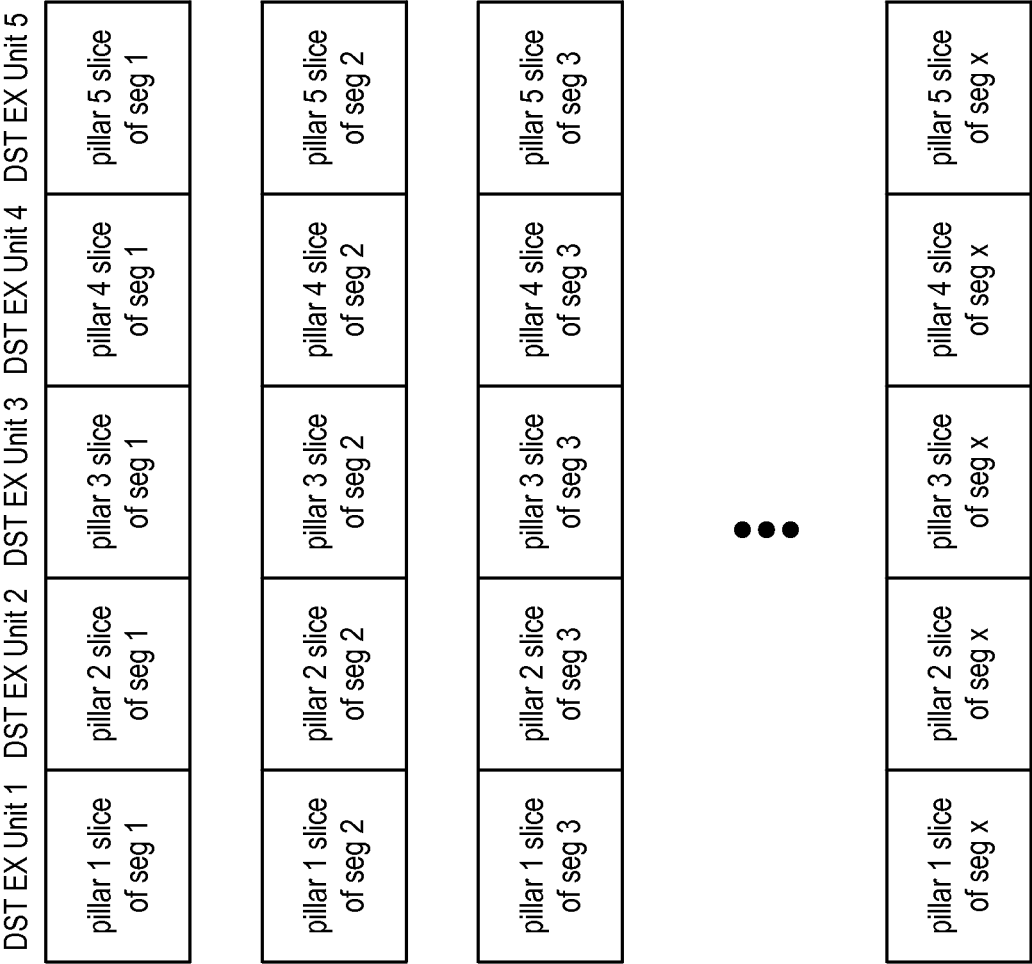 DST EX Unit 1
DST EX Unit 2
DST EX Unit 3
DST EX Unit 4
DST EX Unit 5
pillar 1 slice
of seg 1
pillar 2 slice
of seg 1
pillar 3 slice
of seg 1
pillar 4 slice
of seg 1
pillar 5 slice
of seg 1
pillar 1 slice
of seg 2
pillar 2 slice
of seg 2
pillar 3 slice
of seg 2
pillar 4 slice
of seg 2
pillar 5 slice
of seg 2
pillar 1 slice
of seg 3
pillar 2 slice
of seg 3
pillar 3 slice
of seg 3
pillar 4 slice
of seg 3
pillar 5 slice
of seg 3
pillar 1 slice
of seg x
pillar 2 slice
of seg x
pillar 3 slice
of seg x
pillar 4 slice
of seg x
pillar 5 slice
of seg x